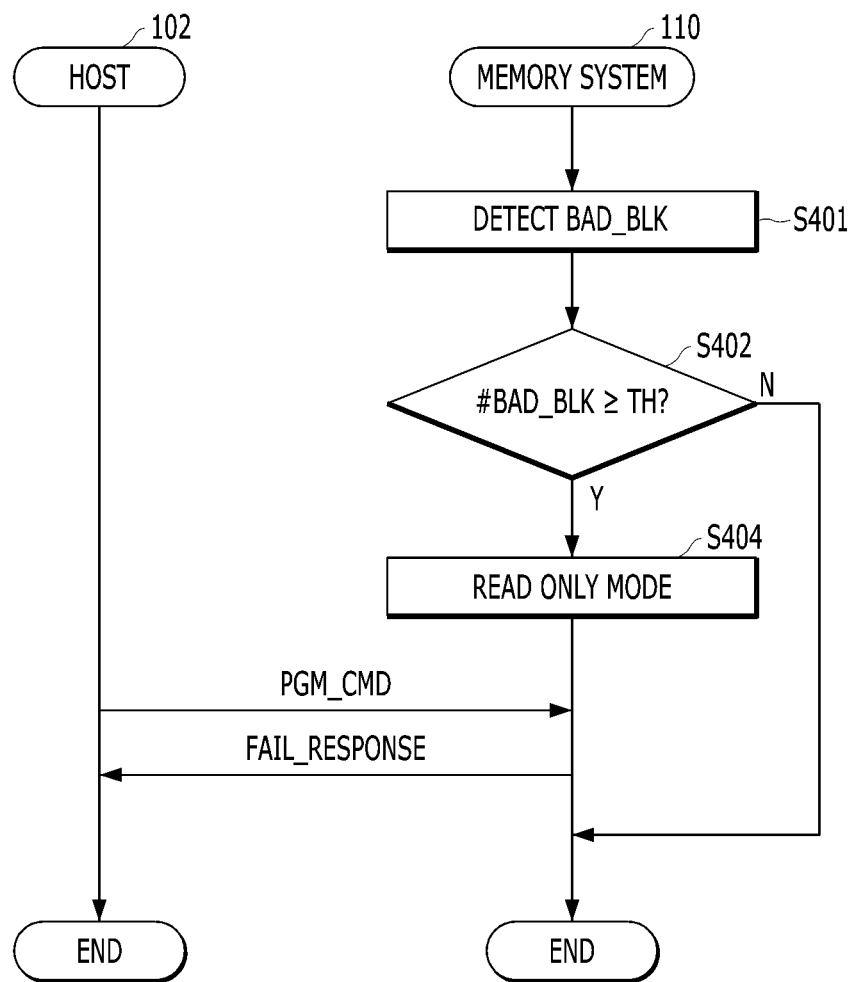 102
110
HOST
MEMORY SYSTEM
DETECT BAD_BLK
S401
S402
#BAD_BLK ≥ TH?
N
Y
S404
READ ONLY MODE
PGM_CMD
FAIL_RESPONSE
END
END